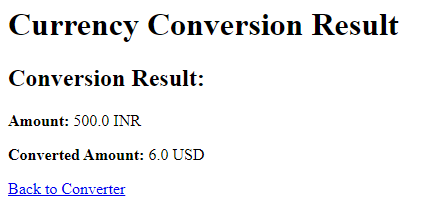 Currency Conversion Result
Conversion Result:
Amount: 500.0 INR
Converted Amount: 6.0 USD
Back to Converter